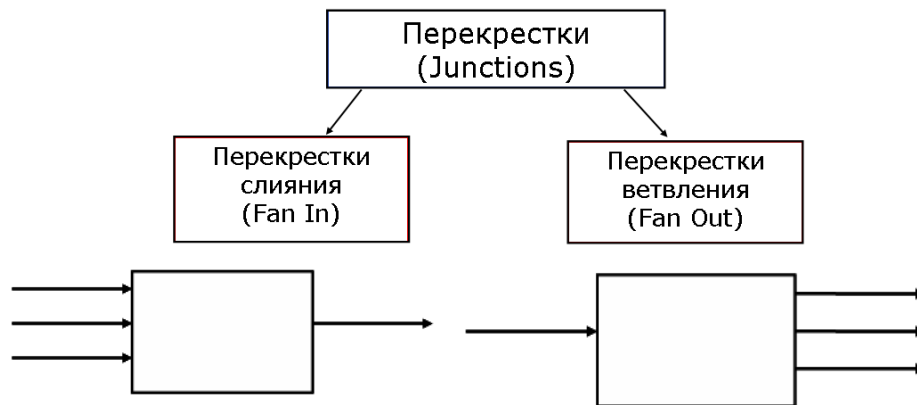 Перекрестки
(Junctions)
Перекрестки
слияния
(Fan In)
Перекрестки
ветвления
(Fan Out)